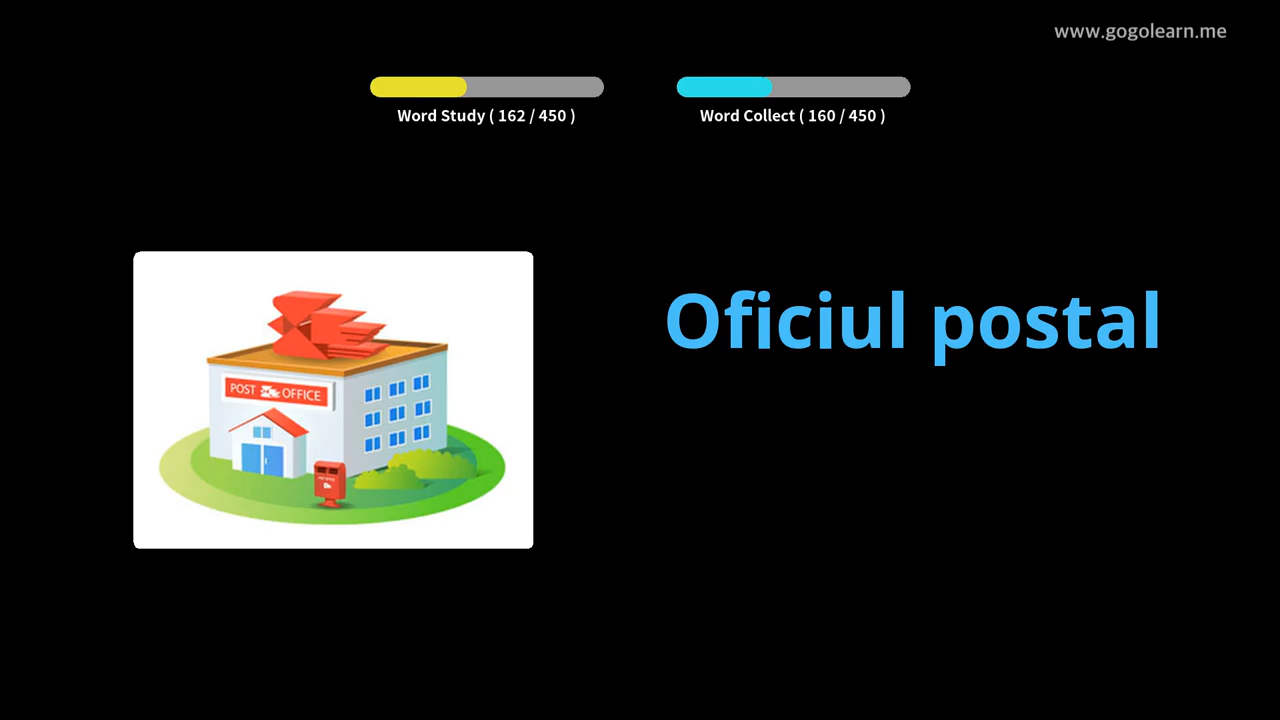 www.gogolearn.me
Word Study ( 162 / 450 )
Word Collect ( 160 / 450 )
Oficiul postal
POST OFFICE